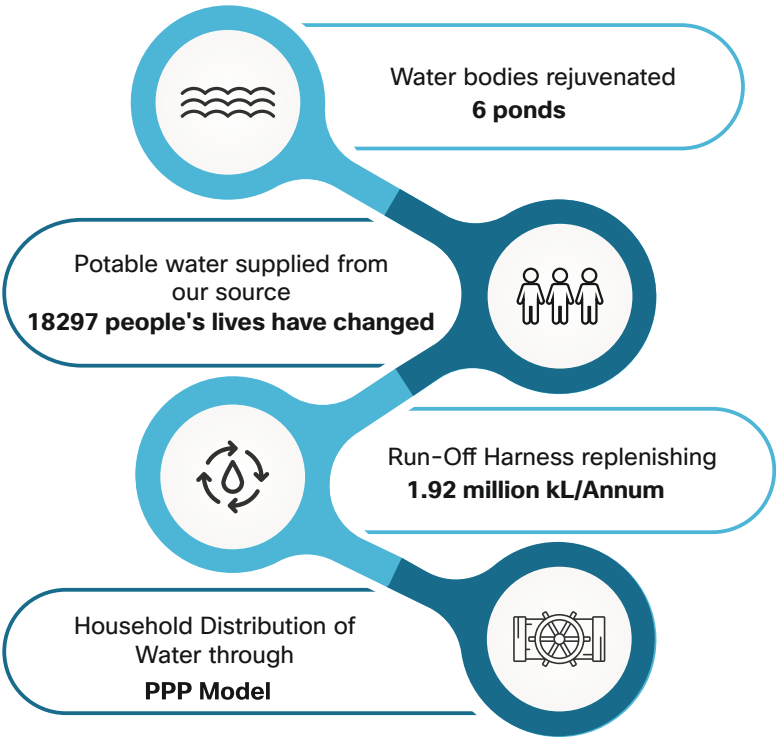 Water bodies rejuvenated
6 ponds
Potable water supplied from
our source
18297 people's lives have changed
Run-Off Harness replenishing
1.92 million kL/Annum
Household Distribution of
Water through
PPP Model